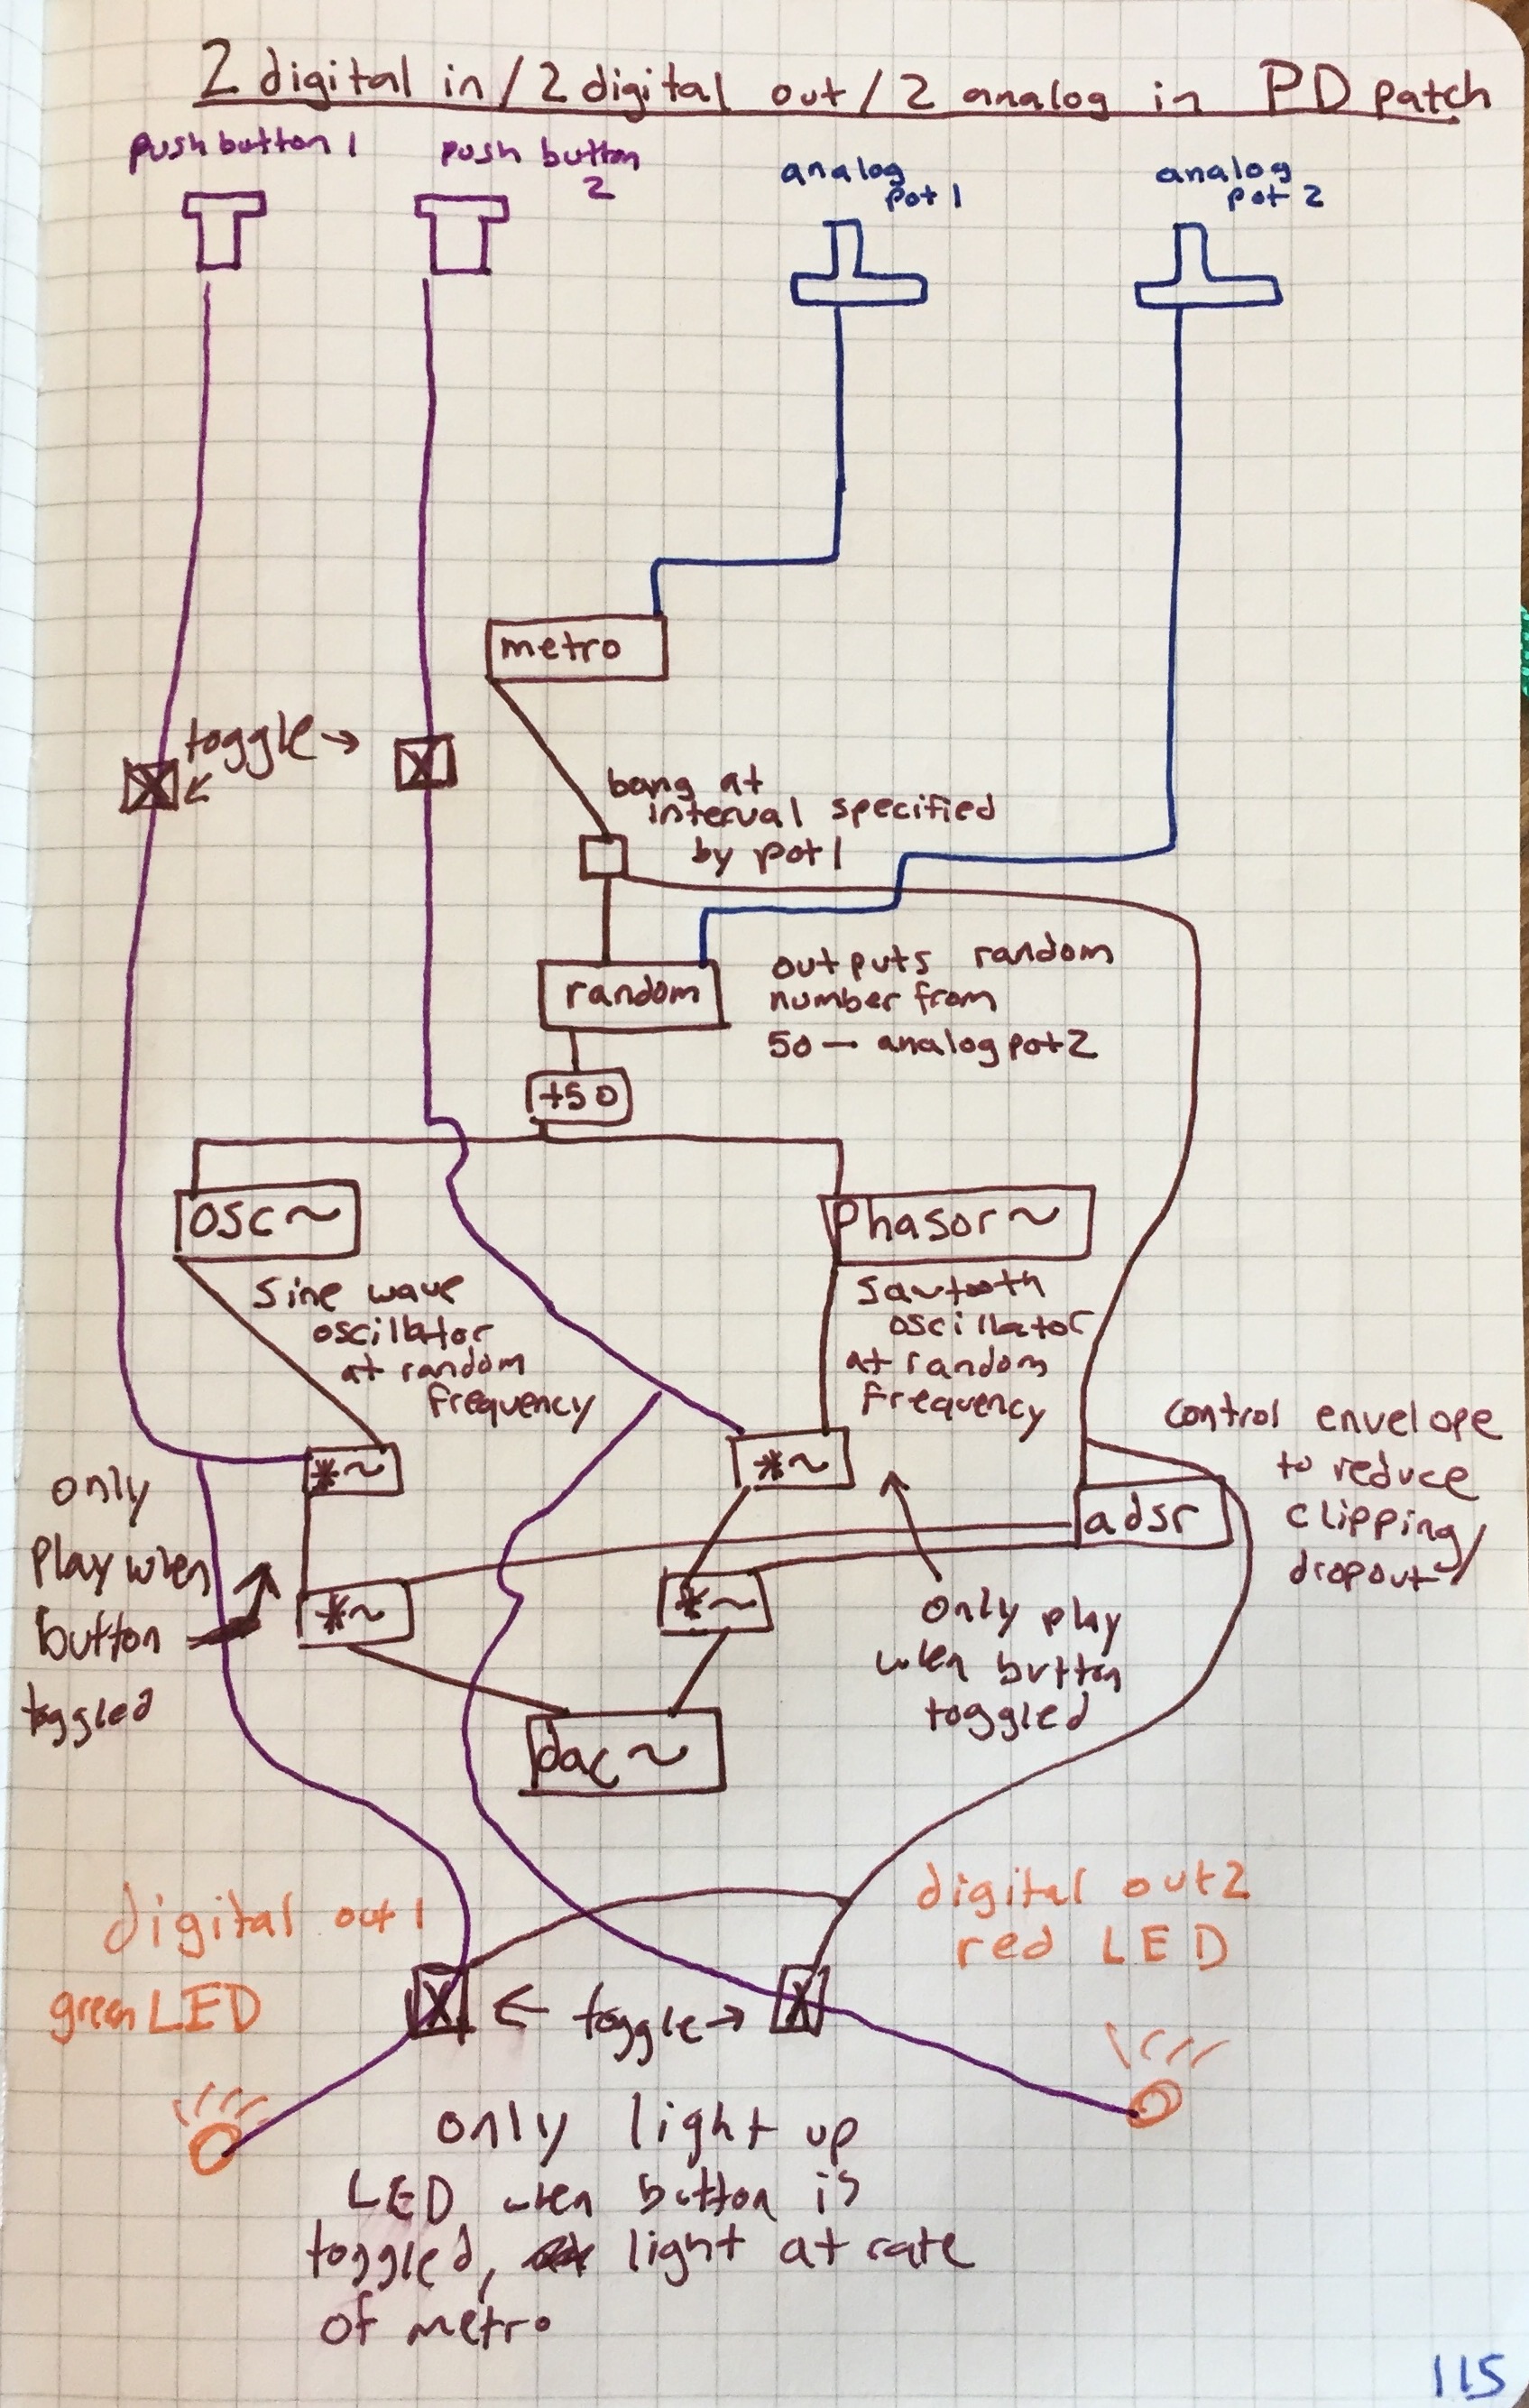 2 digital in / 2 digital out / 2 analog in PD patch
push button 1
push button
2
analog
pot 1
analog
pot 2
metro
toggle →
←
bang at
interval specified
by pot 1
random
outputs random
number from
50 — analog pot 2
+50
osc ~
phasor ~
Sine wave
oscillator
at random
frequency
Sawtooth
oscillator
at random
frequency
control envelope
to reduce
clipping/
dropout
*~
*~
only
play when
button
toggled
adsr
*~
*~
only play
when button
toggled
dac ~
digital out 1
green LED
digital out 2
red LED
← toggle →
only light up
LED when button is
toggled, light at rate
of metro
115